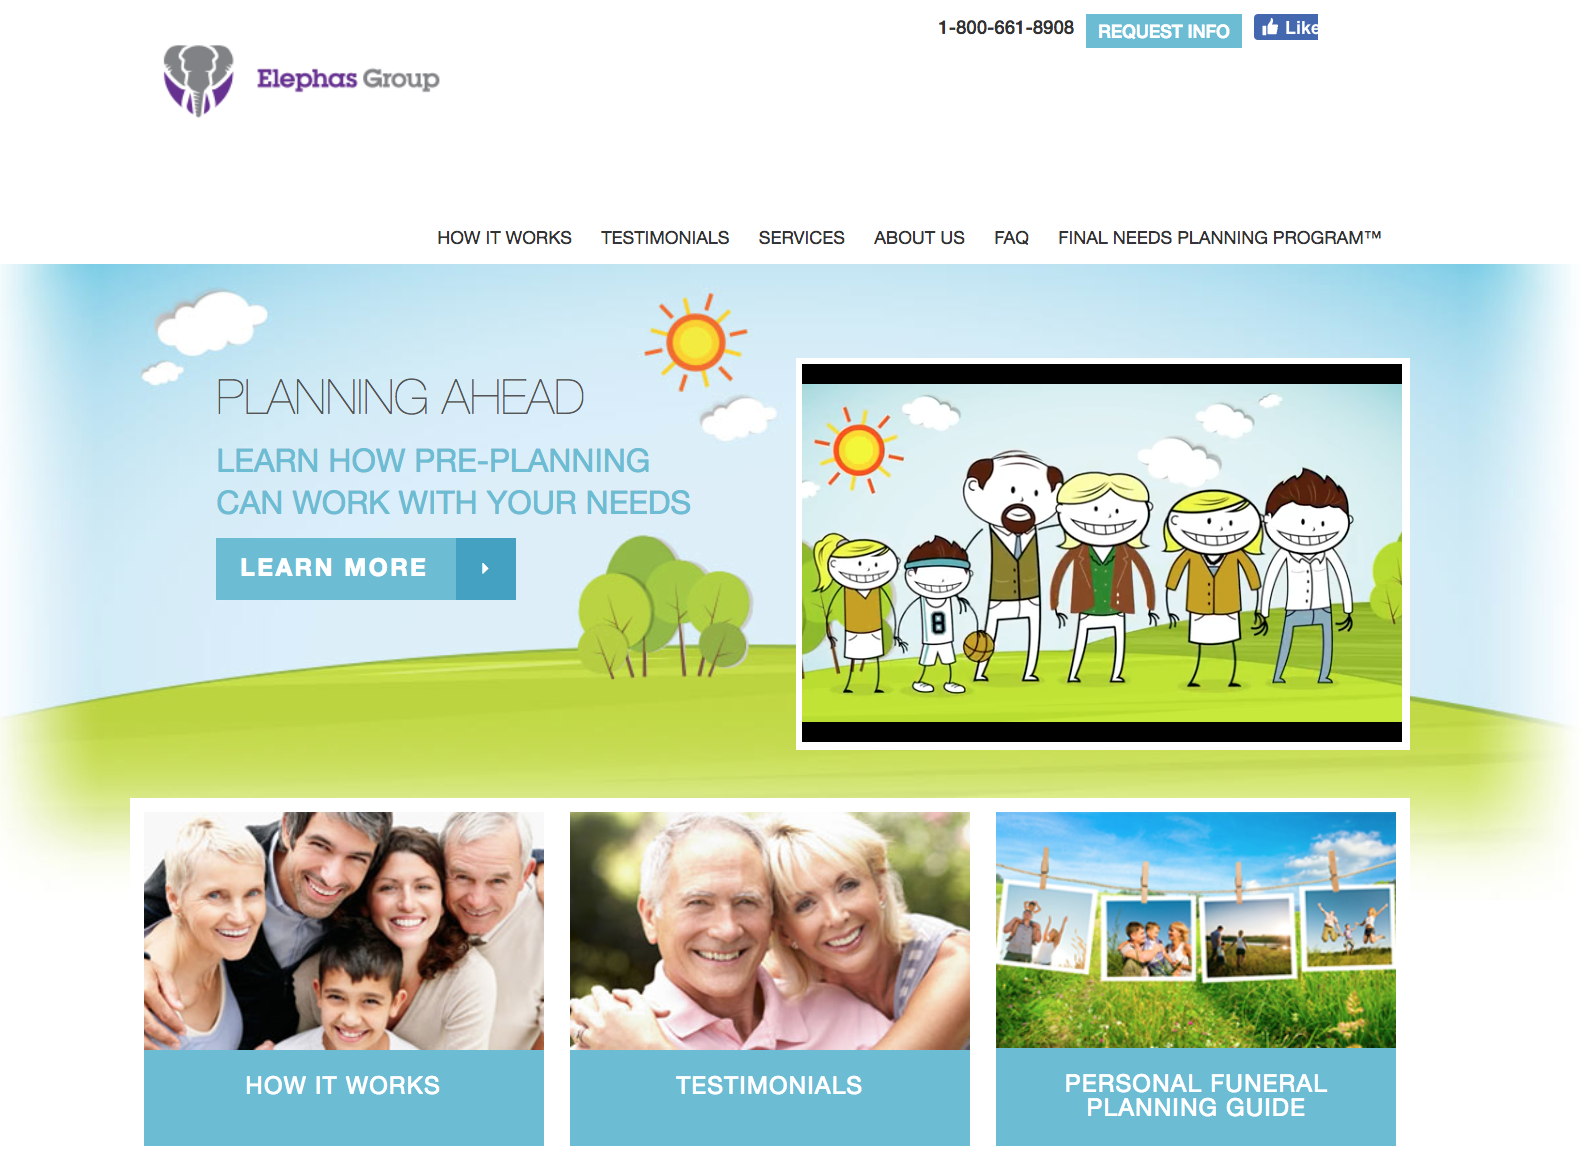 1-800-661-8908
REQUEST INFO
Like
Elephas Group
HOW IT WORKS
TESTIMONIALS
SERVICES
ABOUT US
FAQ
FINAL NEEDS PLANNING PROGRAM™
PLANNING AHEAD
LEARN HOW PRE-PLANNING
CAN WORK WITH YOUR NEEDS
LEARN MORE
8
HOW IT WORKS
TESTIMONIALS
PERSONAL FUNERAL
PLANNING GUIDE